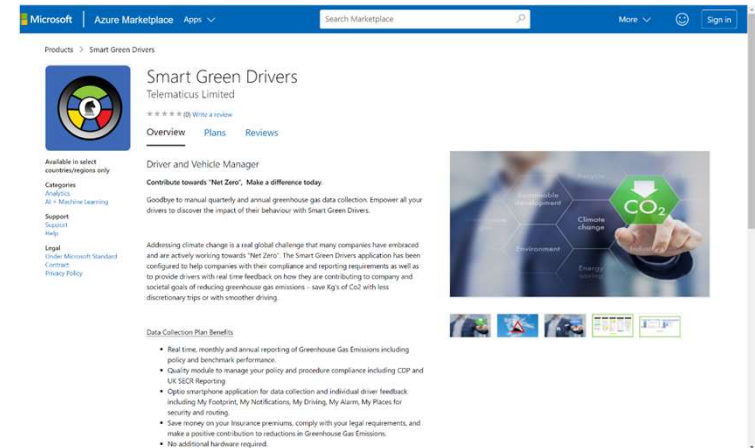 Microsoft Azure Marketplace Apps Search Marketplace More Sign in
Products > Smart Green Drivers
Smart Green Drivers
Telematicus Limited
(0) Write a review
Overview Plans Reviews
Available in select
countries/regions only
Categories
Analytics
AI + Machine Learning
Support
Support
Help
Legal
Under Microsoft Standard
Contract
Privacy Policy
Driver and Vehicle Manager
Contribute towards "Net Zero", Make a difference today.
Goodbye to manual quarterly and annual greenhouse gas data collection. Empower all your
drivers to discover the impact of their behaviour with Smart Green Drivers.
Addressing climate change is a real global challenge that many companies have embraced
and are actively working towards "Net Zero". The Smart Green Drivers application has been
configured to help companies with their compliance and reporting requirements as well as
to provide drivers with real time feedback on how they are contributing to company and
societal goals of reducing greenhouse gas emissions - save Kg's of Co2 with less
discretionary trips or with smoother driving.
Data Collection Plan Benefits
Real time, monthly and annual reporting of Greenhouse Gas Emissions including
policy and benchmark performance.
Quality module to manage your policy and procedure compliance including CDP and
UK SECR Reporting
Optio smartphone application for data collection and individual driver feedback
including My Footprint, My Notifications, My Driving, My Alarm, My Places for
security and routing.
Save money on your Insurance premiums, comply with your legal requirements, and
make a positive contribution to reductions in Greenhouse Gas Emissions.
No additional hardware required.
Recycle
Sustainable
development
CO2
Climate
change
Environment
Industry
Energy
saving